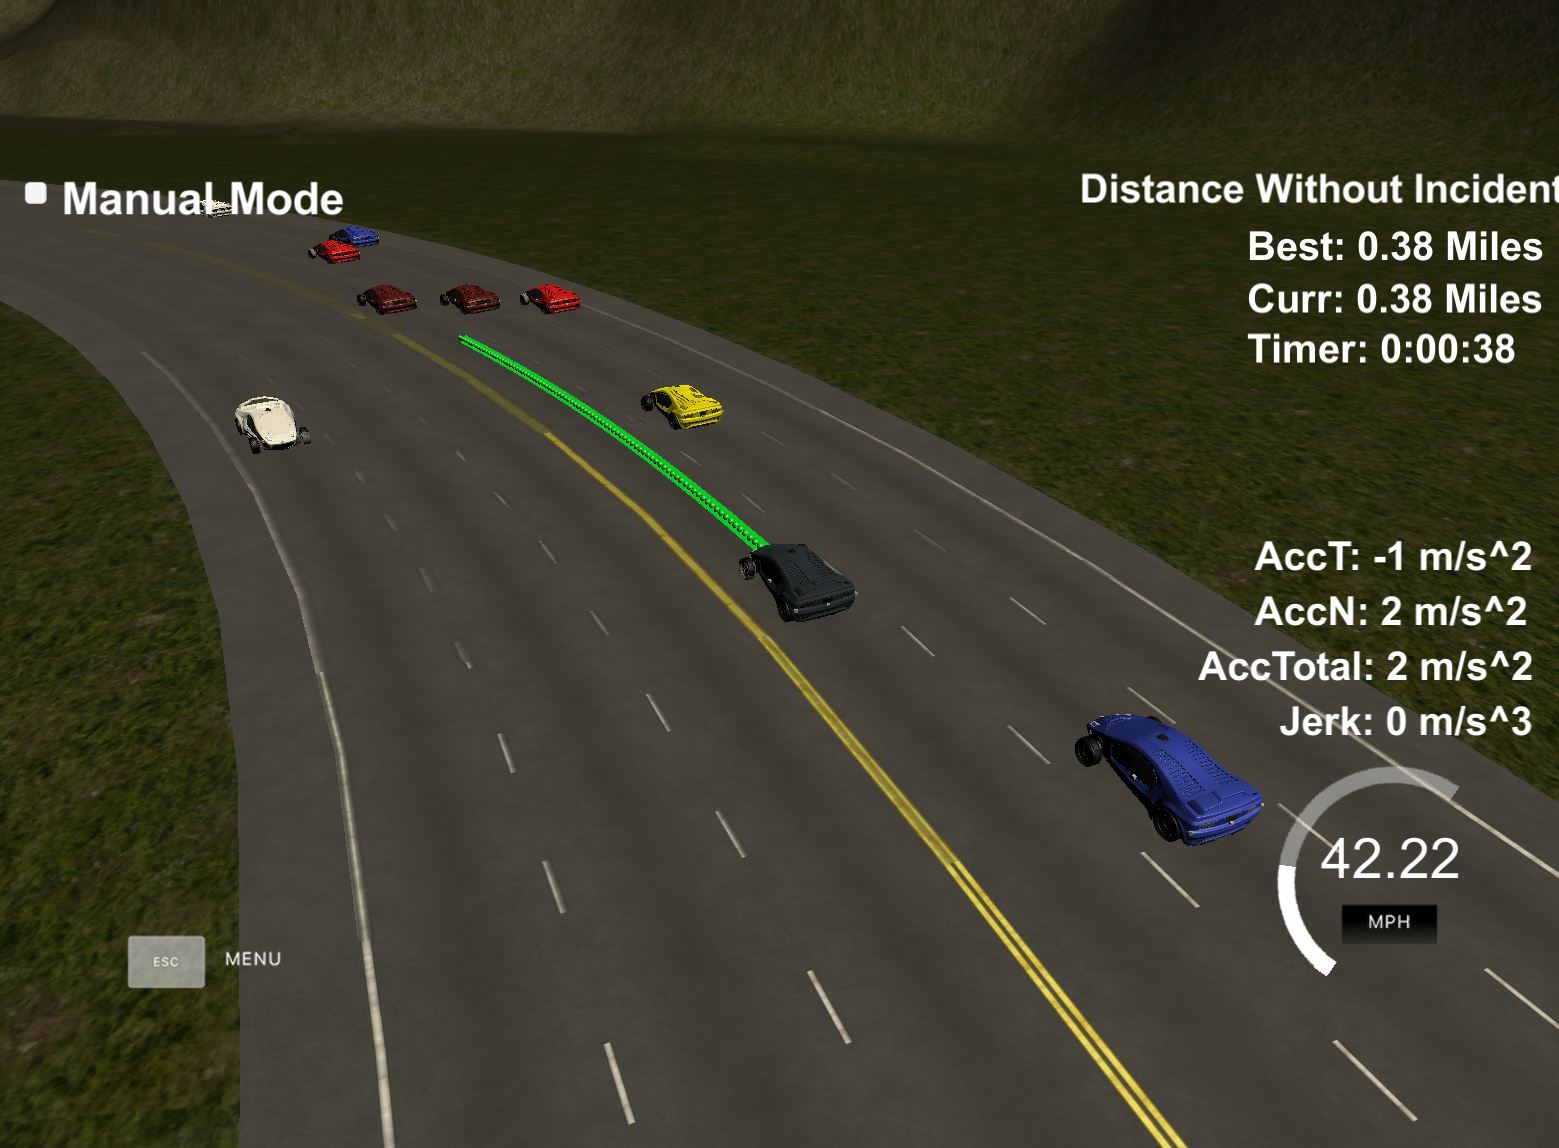 Manual Mode
Distance Without Incident
Best: 0.38 Miles
Curr: 0.38 Miles
Timer: 0:00:38
AccT: -1 m/s^2
AccN: 2 m/s^2
AccTotal: 2 m/s^2
Jerk: 0 m/s^3
42.22
MPH
ESC MENU